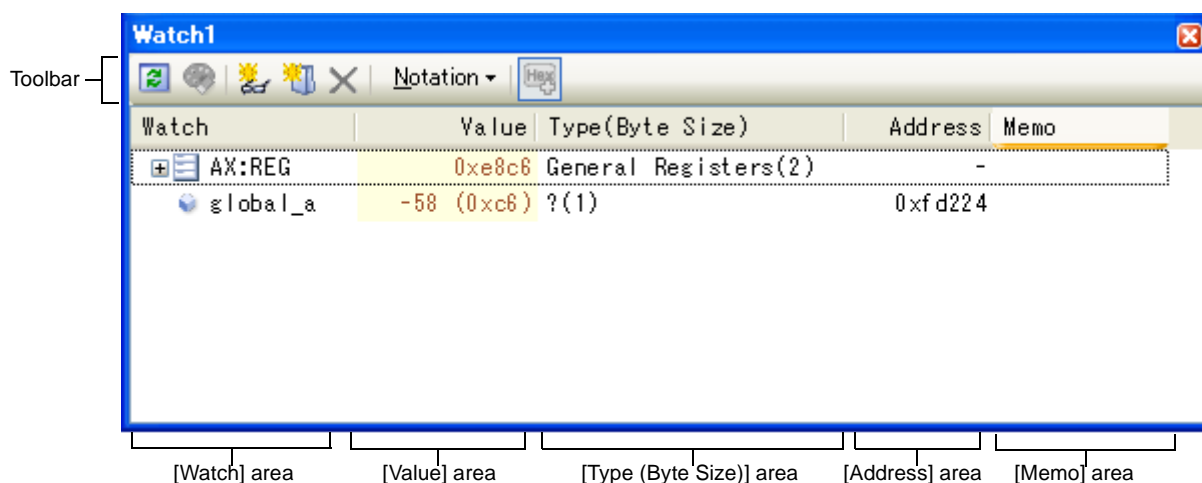 Watch1
Toolbar
Notation
Hex
Watch Value Type(Byte Size) Address Memo
AX:REG 0xe8c6 General Registers(2) -
global_a -58 (0xc6) ?(1) 0xfd224
[Watch] area [Value] area [Type (Byte Size)] area [Address] area [Memo] area